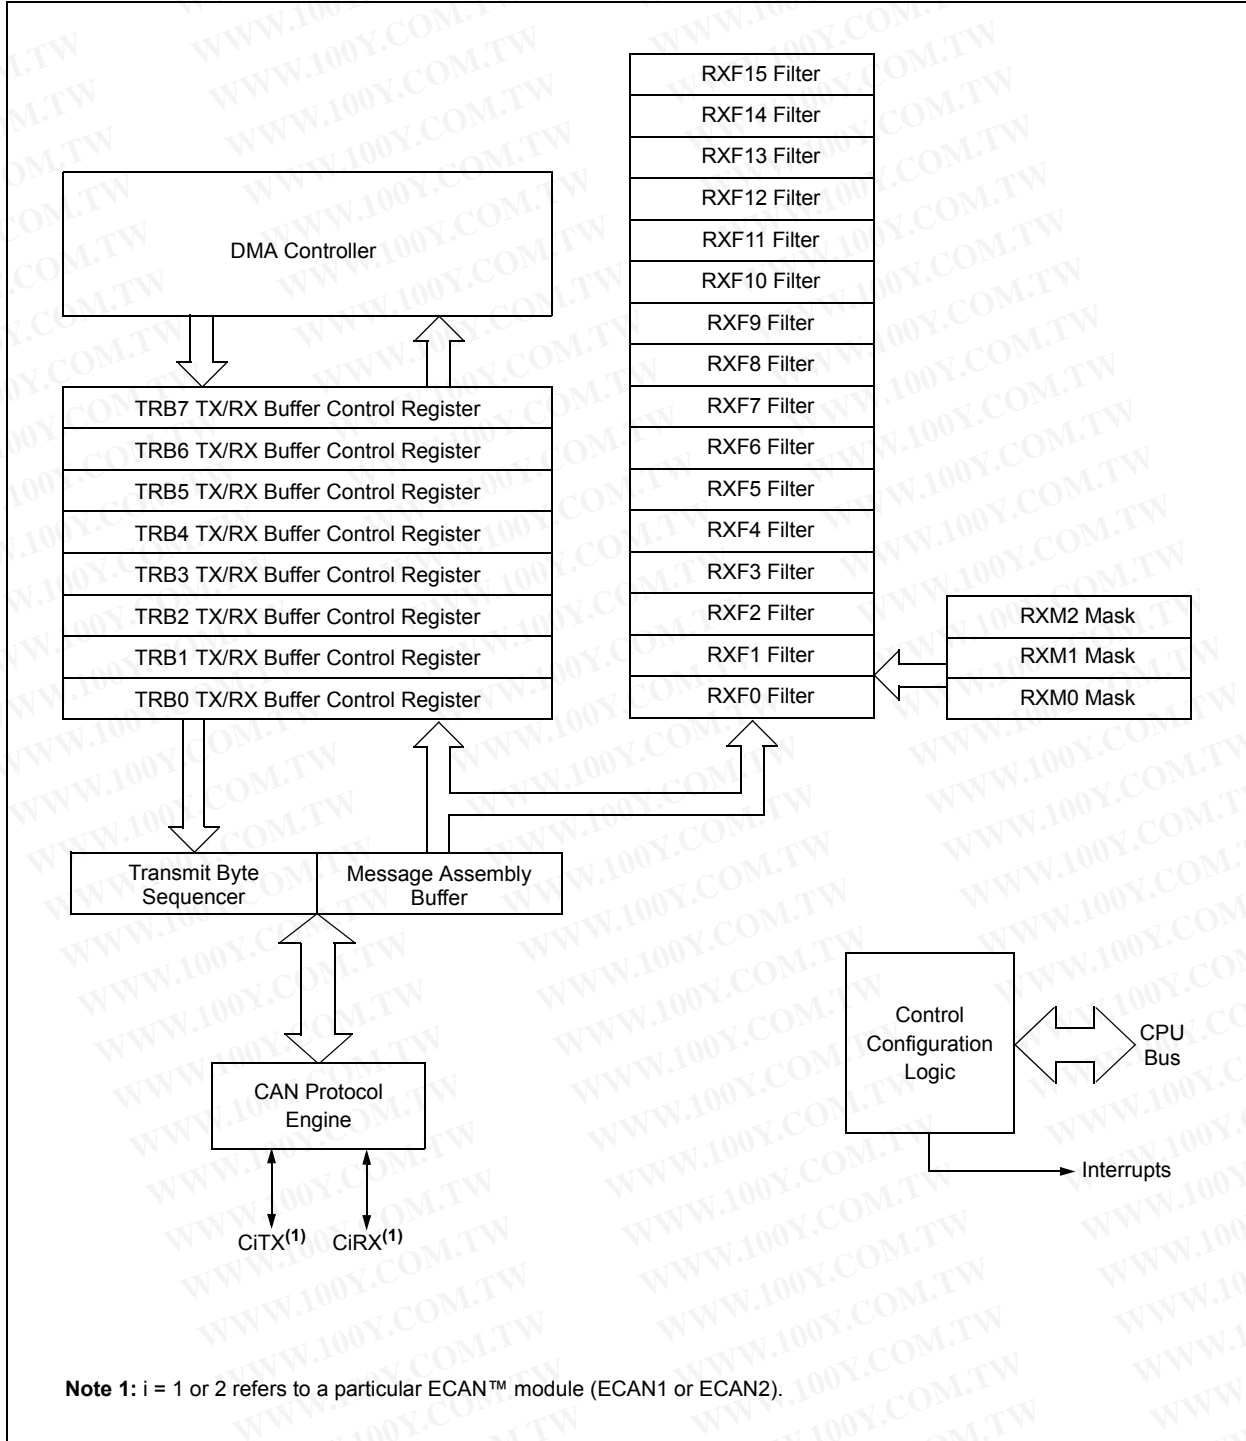 RXF15 Filter
RXF14 Filter
RXF13 Filter
RXF12 Filter
RXF11 Filter
RXF10 Filter
RXF9 Filter
RXF8 Filter
RXF7 Filter
RXF6 Filter
RXF5 Filter
RXF4 Filter
RXF3 Filter
RXF2 Filter
RXF1 Filter
RXF0 Filter
DMA Controller
TRB7 TX/RX Buffer Control Register
TRB6 TX/RX Buffer Control Register
TRB5 TX/RX Buffer Control Register
TRB4 TX/RX Buffer Control Register
TRB3 TX/RX Buffer Control Register
TRB2 TX/RX Buffer Control Register
TRB1 TX/RX Buffer Control Register
TRB0 TX/RX Buffer Control Register
RXM2 Mask
RXM1 Mask
RXM0 Mask
Transmit Byte
Sequencer
Message Assembly
Buffer
Control
Configuration
Logic
CPU
Bus
CAN Protocol
Engine
Interrupts
CiTX(1)
CiRX(1)
Note 1: i = 1 or 2 refers to a particular ECAN™ module (ECAN1 or ECAN2).
WWW.100Y.COM.TW